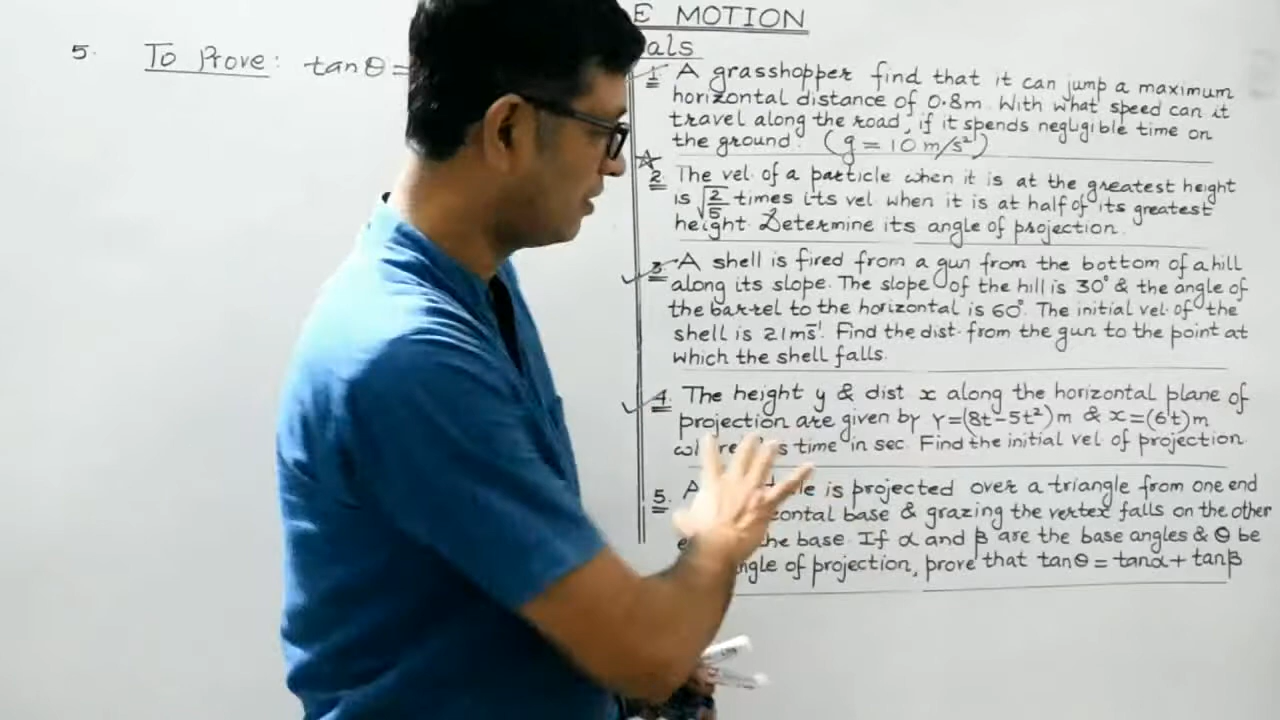 E MOTION
als
5. To Prove: tanθ=
1. A grasshopper find that it can jump a maximum
horizontal distance of 0.8m. With what speed can it
travel along the road, if it spends negligible time on
the ground. (g = 10 m/s²)
2. The vel. of a particle when it is at the greatest height
is √2/5 times its vel. when it is at half of its greatest
height. Determine its angle of projection.
3. A shell is fired from a gun from the bottom of a hill
along its slope. The slope of the hill is 30° & the angle of
the barrel to the horizontal is 60°. The initial vel. of the
shell is 21ms⁻¹. Find the dist. from the gun to the point at
which the shell falls.
4. The height y & dist x along the horizontal plane of
projection are given by Y=(8t-5t²)m & x=(6t)m
time in sec. Find the initial vel of projection.
5. A is projected over a triangle from one end
base & grazing the vertex falls on the other
the base. If α and β are the base angles & θ be
of projection, prove that tanθ = tanα + tanβ